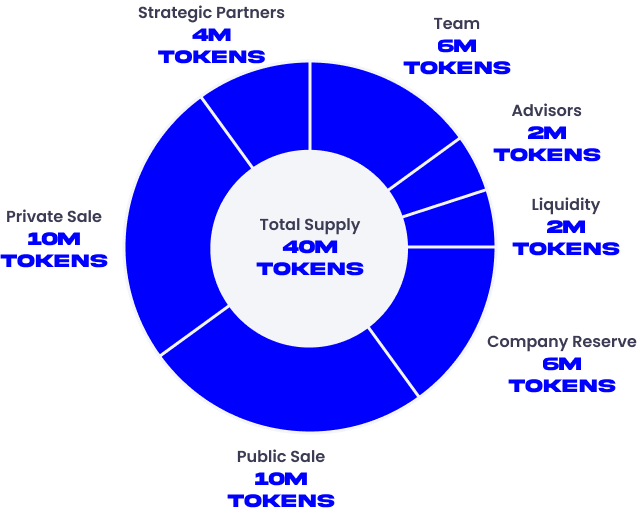 Strategic Partners
4M
TOKENS
Team
6M
TOKENS
Advisors
2M
TOKENS
Liquidity
2M
TOKENS
Private Sale
10M
TOKENS
Total Supply
40M
TOKENS
Company Reserve
6M
TOKENS
Public Sale
10M
TOKENS